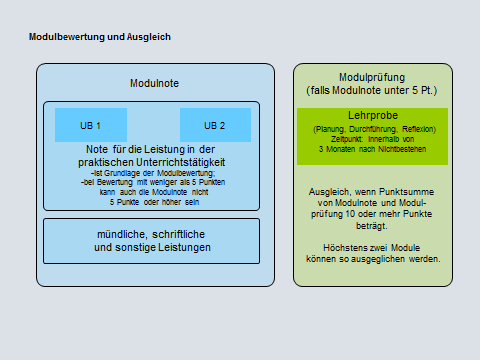 Modulbewertung und Ausgleich
Modulnote
UB 1
UB 2
Note für die Leistung in der
praktischen Unterrichtstätigkeit
-ist Grundlage der Modulbewertung;
-bei Bewertung mit weniger als 5 Punkten
kann auch die Modulnote nicht
5 Punkte oder höher sein
mündliche, schriftliche
und sonstige Leistungen
Modulprüfung
(falls Modulnote unter 5 Pt.)
Lehrprobe
(Planung, Durchführung, Reflexion)
Zeitpunkt: innerhalb von
3 Monaten nach Nichtbestehen
Ausgleich, wenn Punktsumme
von Modulnote und Modul-
prüfung 10 oder mehr Punkte
beträgt.
Höchstens zwei Module
können so ausgeglichen werden.